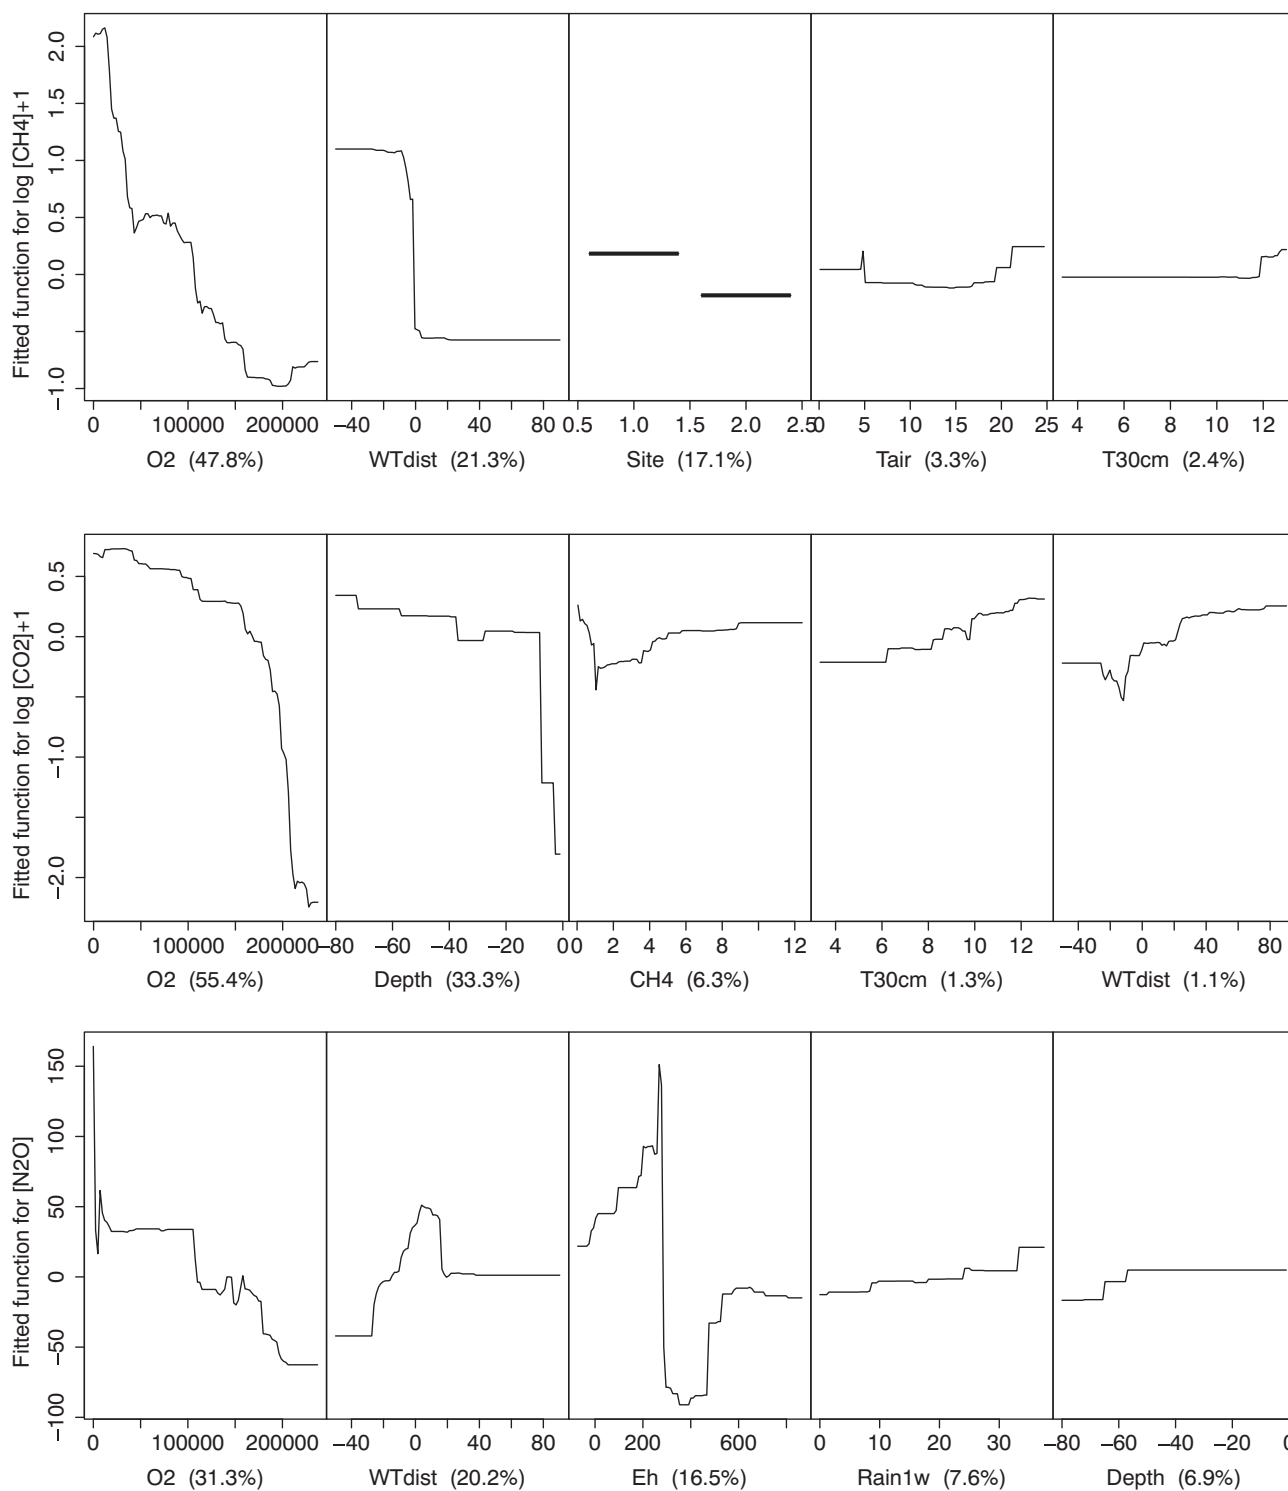 Fitted function for log [CH4]+1
2.0
1.5
1.0
0.5
0.0
−1.0
0 100000 200000 −40 0 40 80 0.5 1.0 1.5 2.0 2.5 0 5 10 15 20 25 4 6 8 10 12
O2 (47.8%) WTdist (21.3%) Site (17.1%) Tair (3.3%) T30cm (2.4%)
Fitted function for log [CO2]+1
0.5
0.0
−1.0
−2.0
0 100000 200000 −80 −60 −40 −20 0 0 2 4 6 8 12 4 6 8 10 12 −40 0 40 80
O2 (55.4%) Depth (33.3%) CH4 (6.3%) T30cm (1.3%) WTdist (1.1%)
Fitted function for [N2O]
150
100
50
0
−50
−100
0 100000 200000 −40 0 40 80 0 200 600 0 10 20 30 −80 −60 −40 −20 0
O2 (31.3%) WTdist (20.2%) Eh (16.5%) Rain1w (7.6%) Depth (6.9%)